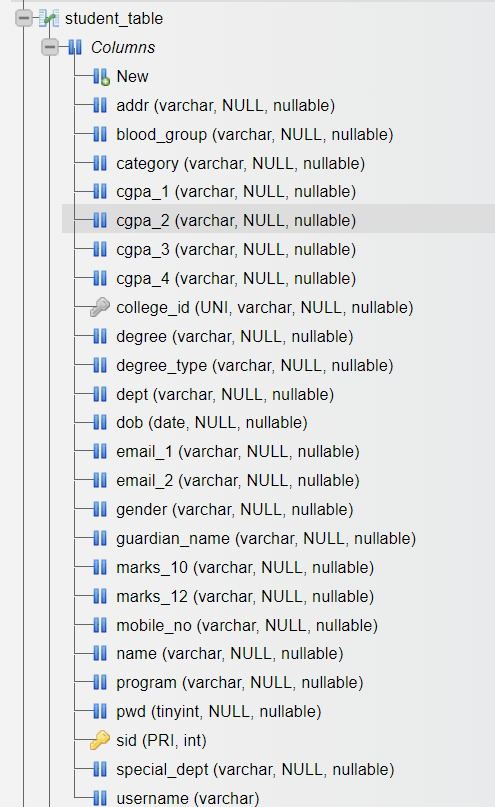 student_table
Columns
New
addr (varchar, NULL, nullable)
blood_group (varchar, NULL, nullable)
category (varchar, NULL, nullable)
cgpa_1 (varchar, NULL, nullable)
cgpa_2 (varchar, NULL, nullable)
cgpa_3 (varchar, NULL, nullable)
cgpa_4 (varchar, NULL, nullable)
college_id (UNI, varchar, NULL, nullable)
degree (varchar, NULL, nullable)
degree_type (varchar, NULL, nullable)
dept (varchar, NULL, nullable)
dob (date, NULL, nullable)
email_1 (varchar, NULL, nullable)
email_2 (varchar, NULL, nullable)
gender (varchar, NULL, nullable)
guardian_name (varchar, NULL, nullable)
marks_10 (varchar, NULL, nullable)
marks_12 (varchar, NULL, nullable)
mobile_no (varchar, NULL, nullable)
name (varchar, NULL, nullable)
program (varchar, NULL, nullable)
pwd (tinyint, NULL, nullable)
sid (PRI, int)
special_dept (varchar, NULL, nullable)
username (varchar)